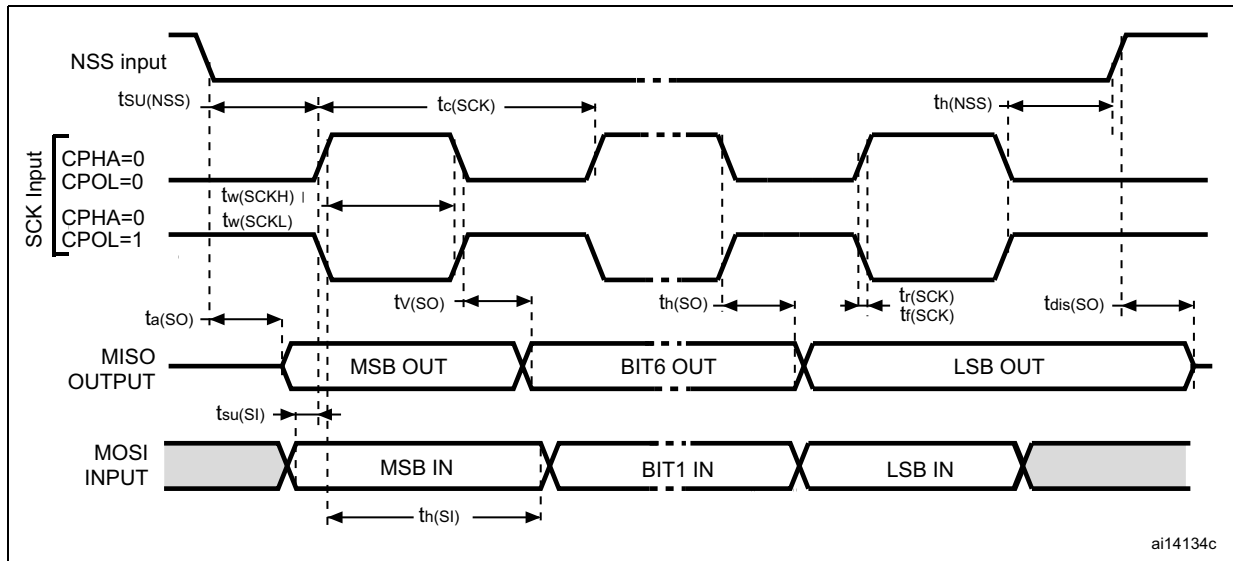 NSS input
tSU(NSS)
tc(SCK)
th(NSS)
SCK Input
CPHA=0
CPOL=0
tw(SCKH)
tw(SCKL)
CPHA=0
CPOL=1
ta(SO)
tV(SO)
th(SO)
tr(SCK)
tf(SCK)
tdis(SO)
MISO
OUTPUT
MSB OUT
BIT6 OUT
LSB OUT
tsu(SI)
MOSI
INPUT
MSB IN
BIT1 IN
LSB IN
th(SI)
ai14134c